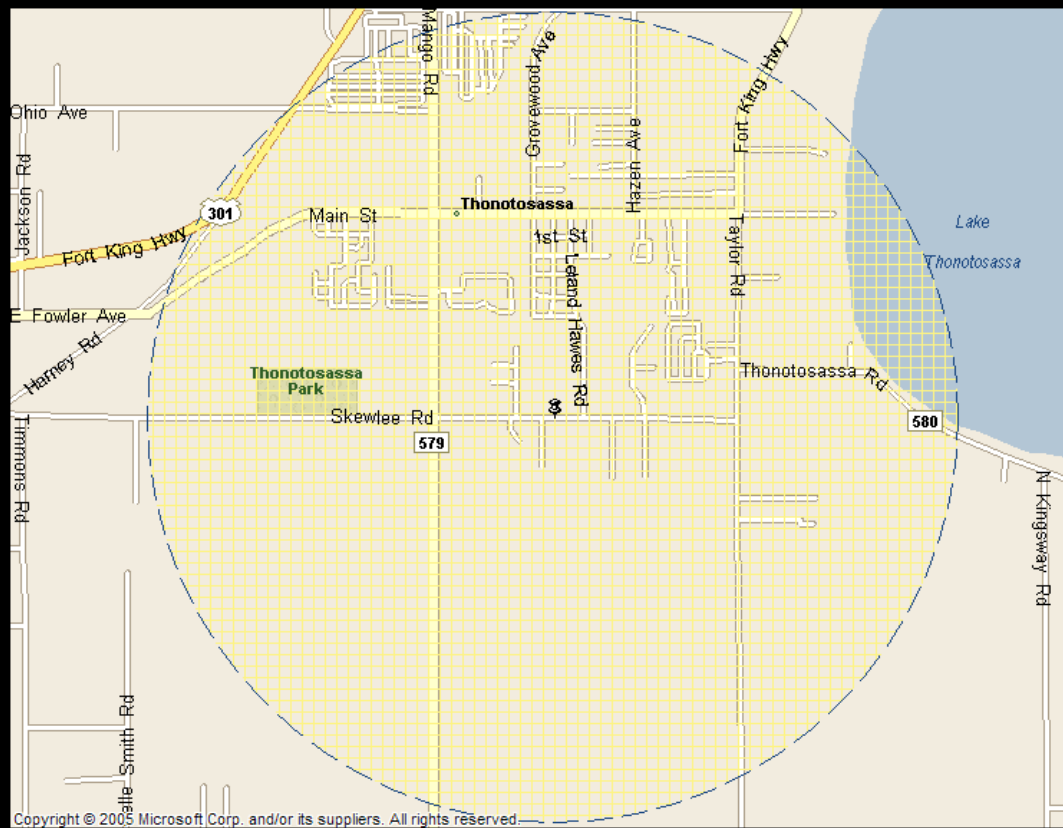 Mango Rd
Grovewood Ave
Fort King Hwy
Ohio Ave
Hazen Ave
Jackson Rd
301
Main St
Thonotosassa
1st St
Fort King Hwy
Taylor Rd
Lake
Thonotosassa
Leland Hawes Rd
E Fowler Ave
Harney Rd
Thonotosassa
Park
Thonotosassa Rd
Skewlee Rd
580
579
Timmons Rd
N Kingsway Rd
Smith Rd
Copyright © 2005 Microsoft Corp. and/or its suppliers. All rights reserved.